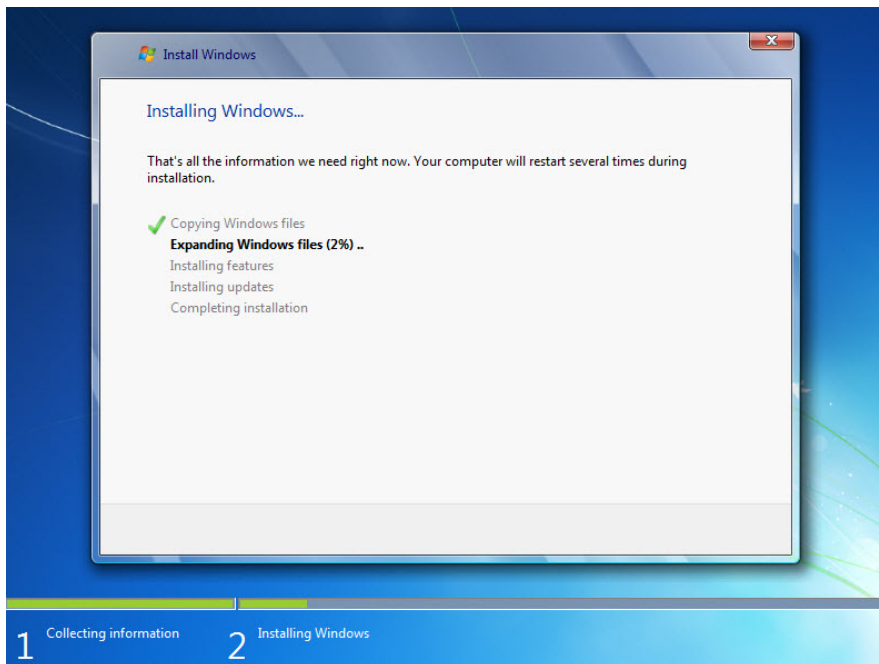 Install Windows
Installing Windows...
That's all the information we need right now. Your computer will restart several times during
installation.
Copying Windows files
Expanding Windows files (2%) ..
Installing features
Installing updates
Completing installation
1 Collecting information 2 Installing Windows